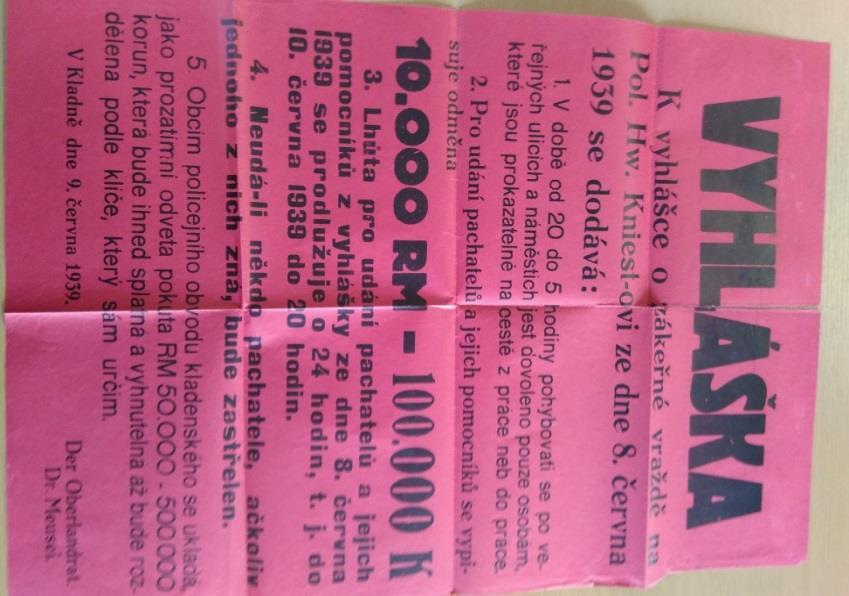 VYHLÁŠKA
K vyhlášce o zákeřné vraždě na
Pol. Hw. Kniest-ovi ze dne 8. června
1939 se dodává:
1. V době od 20 do 5 hodiny pohybovati se po ve-
řejných ulicích a náměstích jest dovoleno pouze osobám,
které jsou prokazatelně na cestě z práce neb do práce.
2. Pro udání pachatelů a jejich pomocníků se vypi-
suje odměna
10.000 RM - 100.000 K
3. Lhůta pro udání pachatelů a jejich
pomocníků z vyhlášky ze dne 8. června
1939 se prodlužuje o 24 hodin, t. j. do
10. června 1939 do 20 hodin.
4. Neudá-li někdo pachatele, ačkoliv
jednoho z nich zná, bude zastřelen.
5. Obcím policejního obvodu kladenského se ukládá,
jako prozatimní odveta pokuta RM 50.000 - 500 000
korun, která bude ihned splatna a vyhnutelna až bude roz-
dělena podle klíče, který sám určím.
V Kladně dne 9. června 1939.
Der Oberlandrat.
Dr. Meusel.